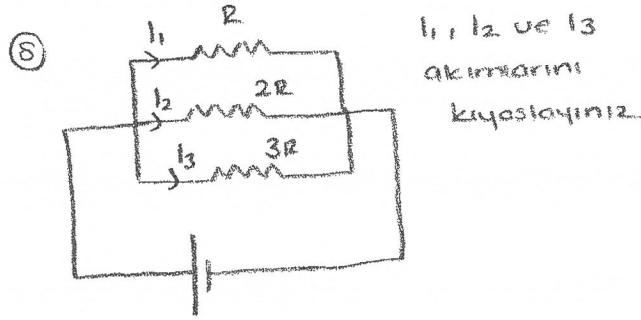 ⑧
I₁, I₂ ve I₃
akımlarını
kıyaslayınız
I₁ R
I₂ 2R
I₃ 3R